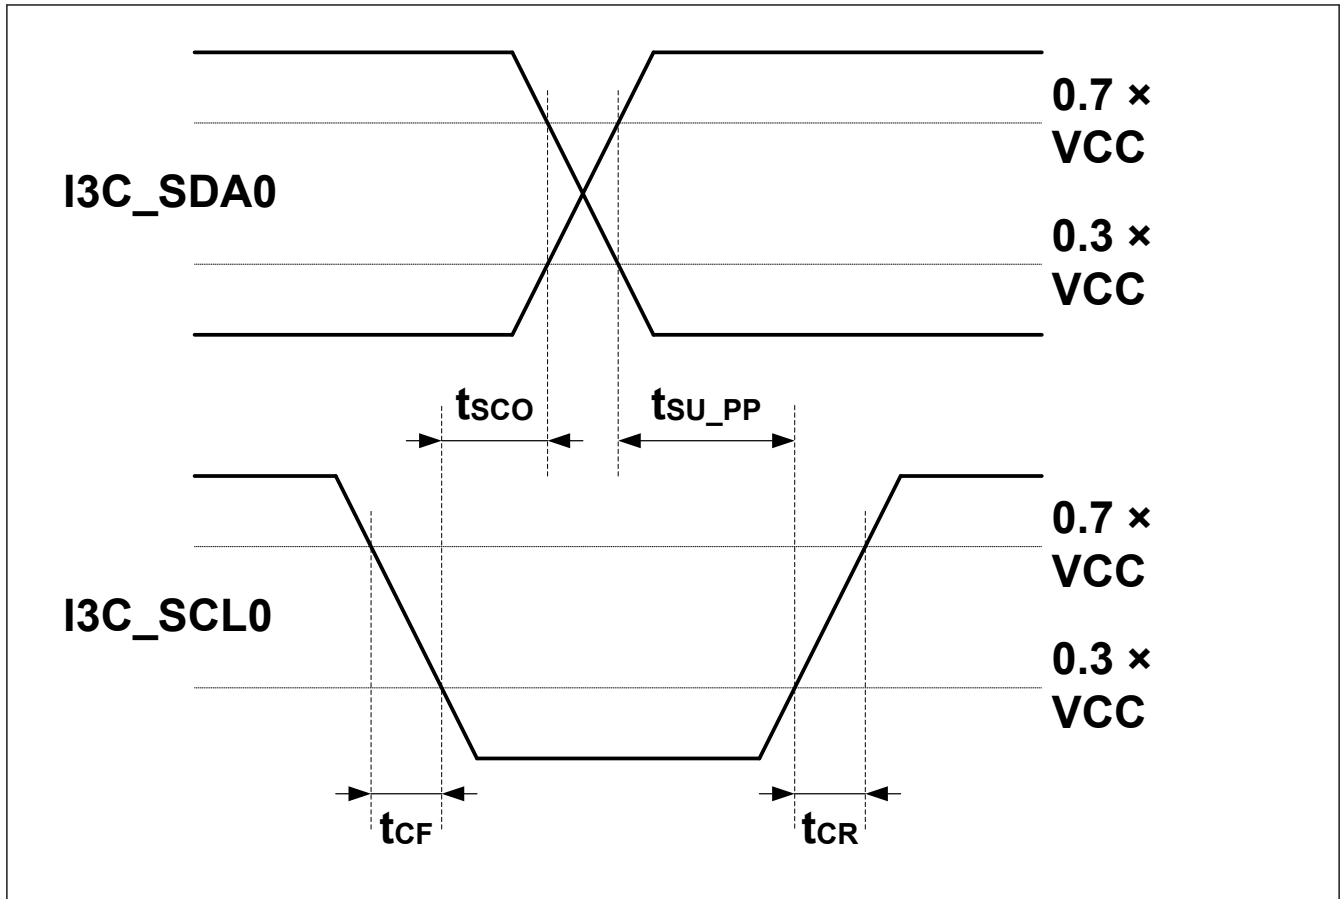 0.7 ×
VCC
I3C_SDA0
0.3 ×
VCC
tSCO
tSU_PP
0.7 ×
VCC
I3C_SCL0
0.3 ×
VCC
tCF
tCR